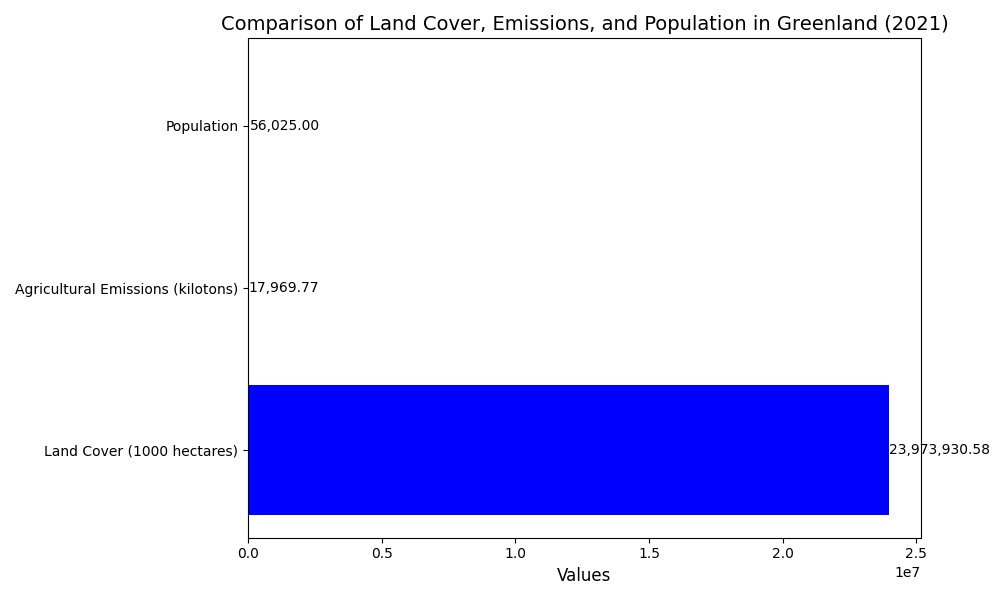 Comparison of Land Cover, Emissions, and Population in Greenland (2021)
Population
56,025.00
Agricultural Emissions (kilotons)
17,969.77
Land Cover (1000 hectares)
23,973,930.58
0.0 0.5 1.0 1.5 2.0 2.5
1e7
Values